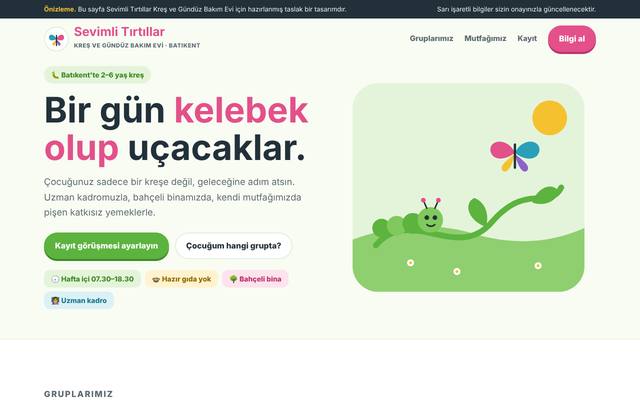 Önizleme. Bu sayfa Sevimli Tırtıllar Kreş ve Gündüz Bakım Evi için hazırlanmış taslak bir tasarımdır.
Sarı işaretli bilgiler sizin onayınızla güncellenecektir.
Sevimli Tırtıllar
KREŞ VE GÜNDÜZ BAKIM EVİ · BATIKENT
Gruplarımız
Mutfağımız
Kayıt
Bilgi al
Batıkent'te 2–6 yaş kreş
Bir gün kelebek
olup uçacaklar.
Çocuğunuz sadece bir kreşe değil, geleceğine adım atsın.
Uzman kadromuzla, bahçeli binamızda, kendi mutfağımızda
pişen katkısız yemeklerle.
Kayıt görüşmesi ayarlayın
Çocuğum hangi grupta?
Hafta içi 07.30–18.30
Hazır gıda yok
Bahçeli bina
Uzman kadro
GRUPLARIMIZ